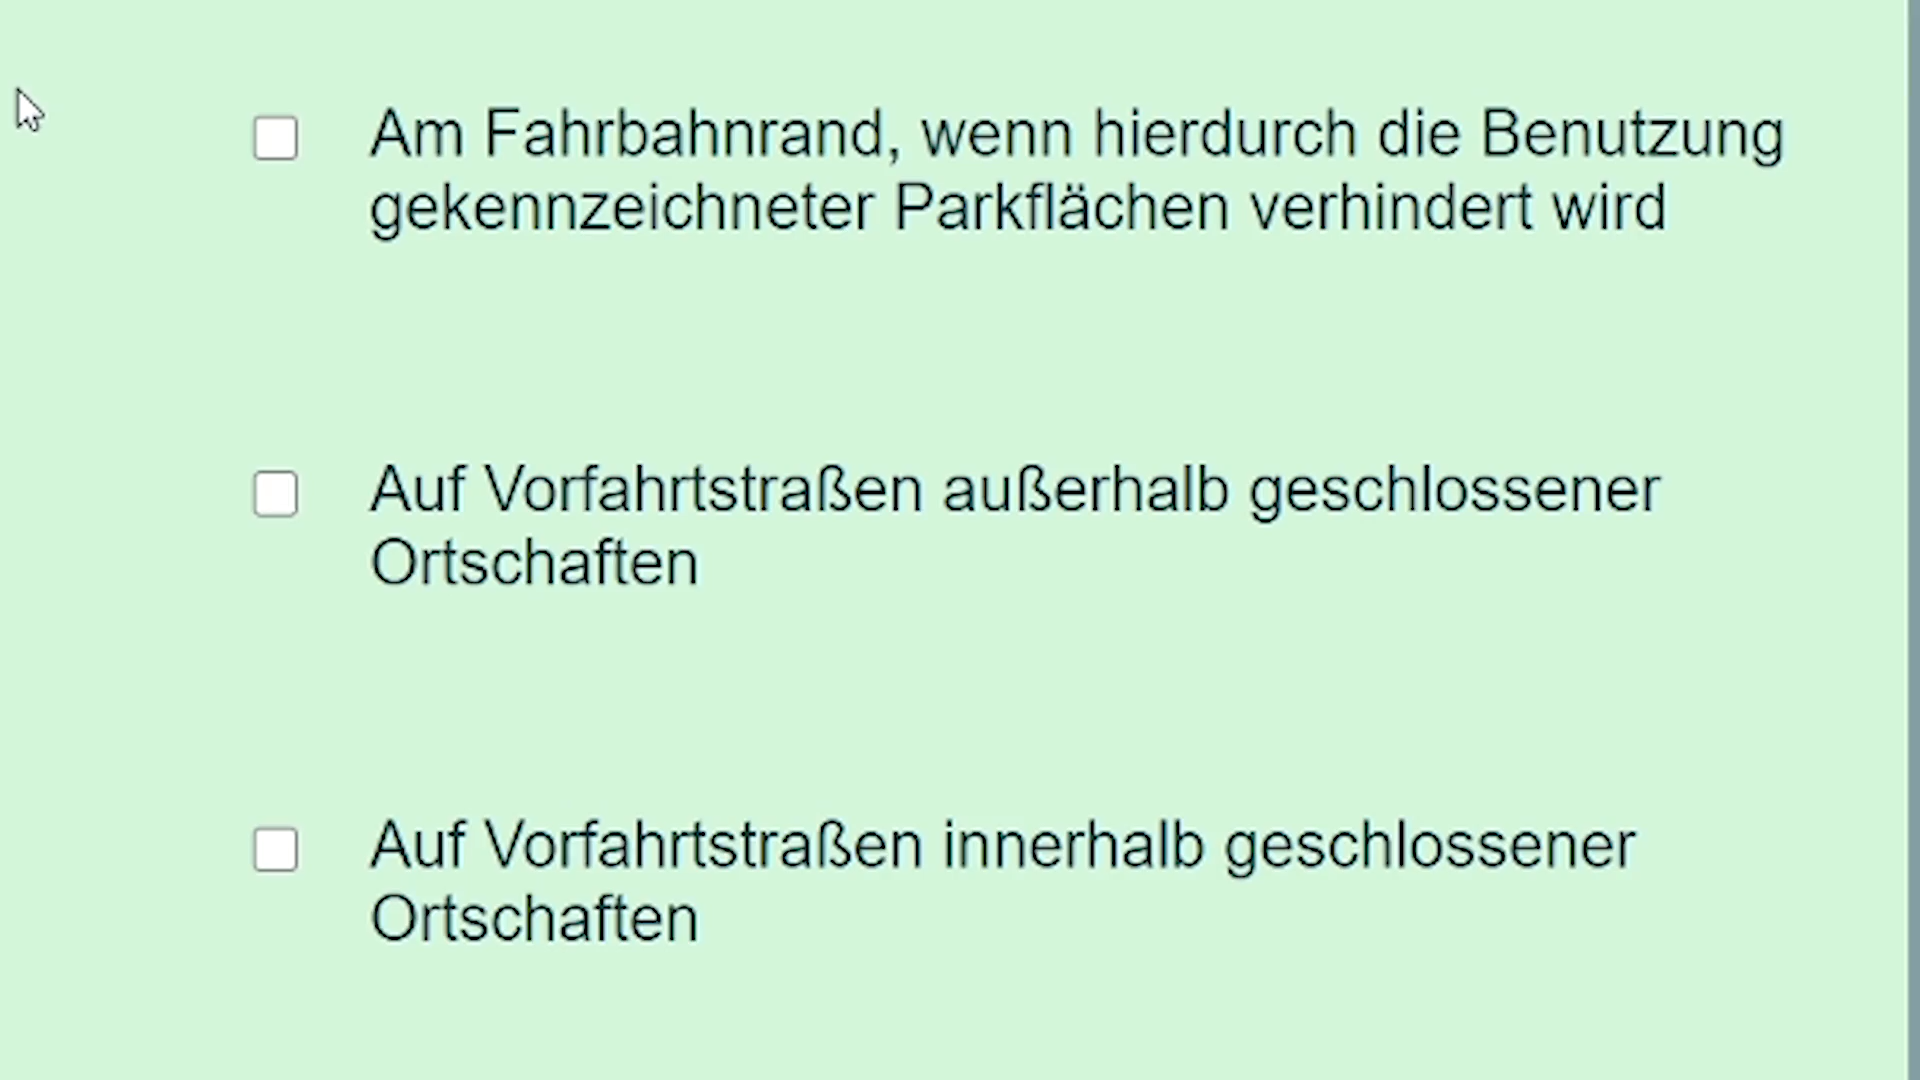 Am Fahrbahnrand, wenn hierdurch die Benutzung
gekennzeichneter Parkflächen verhindert wird
Auf Vorfahrtstraßen außerhalb geschlossener
Ortschaften
Auf Vorfahrtstraßen innerhalb geschlossener
Ortschaften